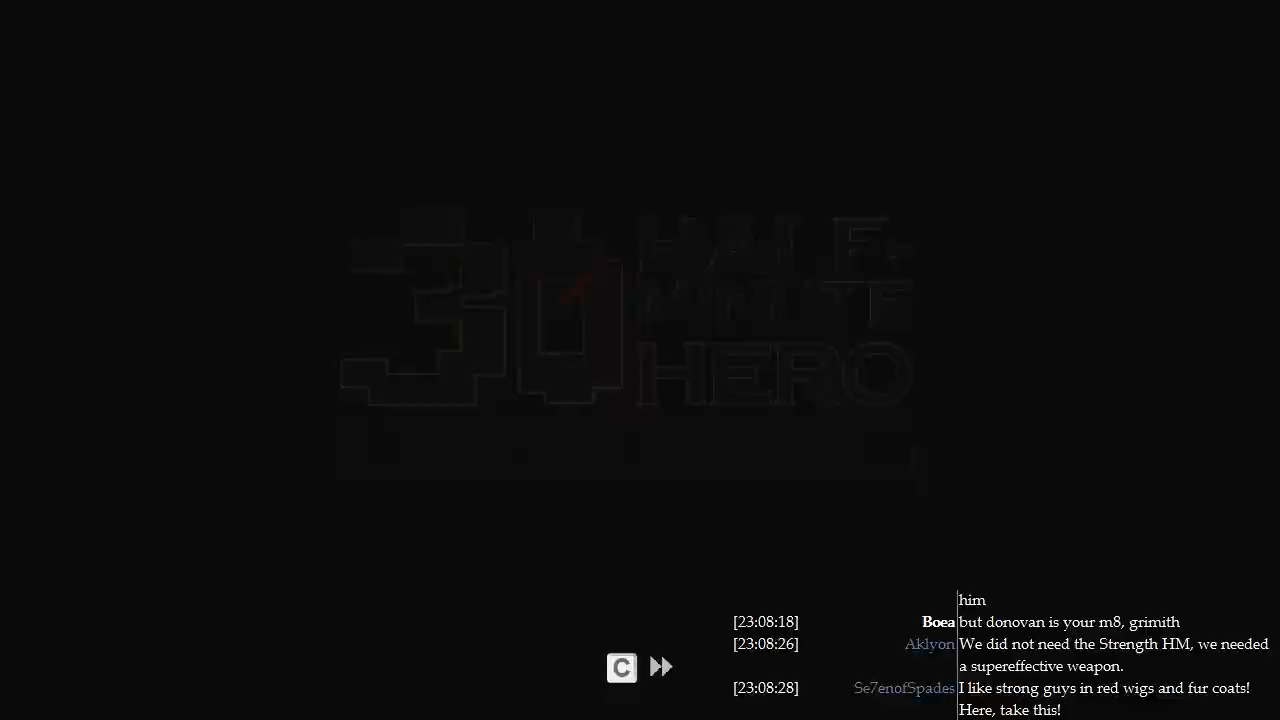 30 HALF-
MINUTE
HERO
him
[23:08:18] Boea but donovan is your m8, grimith
[23:08:26] Aklyon We did not need the Strength HM, we needed
a supereffective weapon.
C
[23:08:28] Se7enofSpades I like strong guys in red wigs and fur coats!
Here, take this!